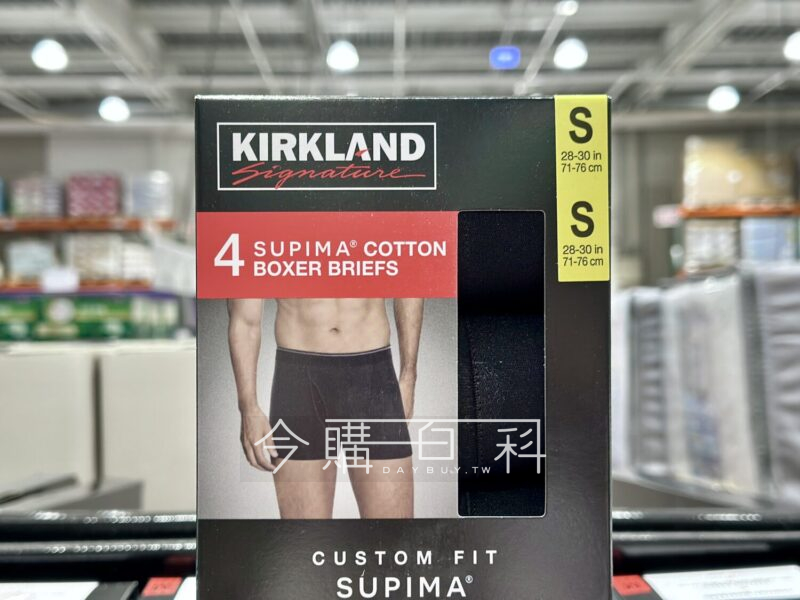 KIRKLAND
Signature
4 SUPIMA® COTTON
BOXER BRIEFS
S
28-30 in
71-76 cm
S
28-30 in
71-76 cm
今購百科
DAYBUY.TW
CUSTOM FIT
SUPIMA®